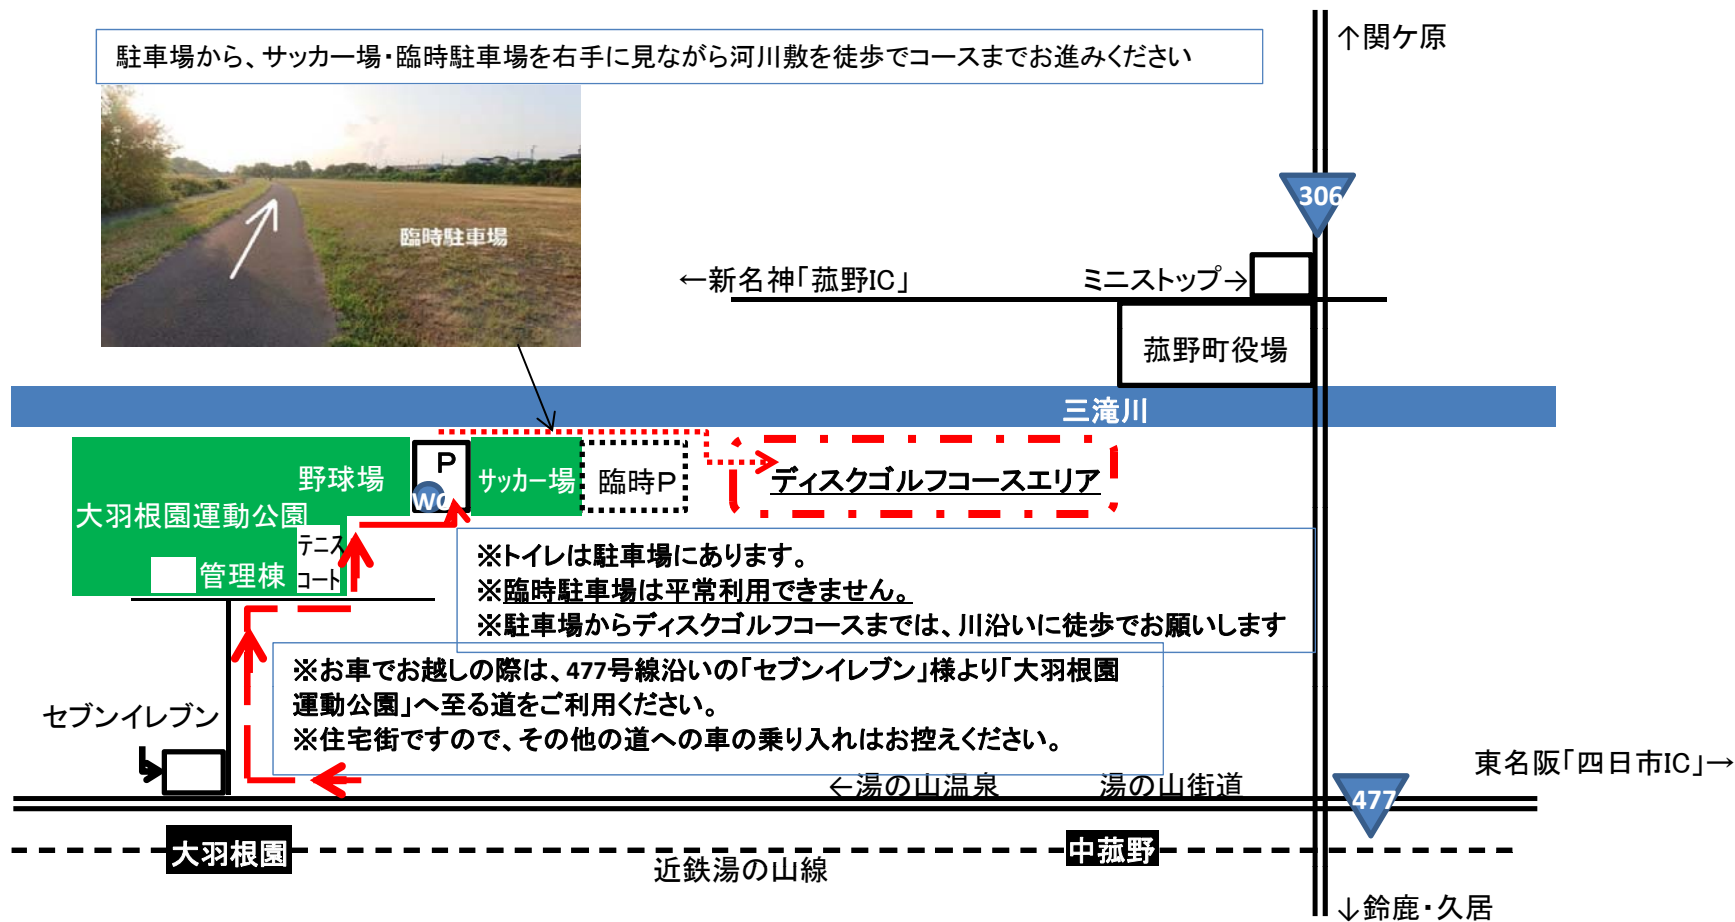 ↑関ケ原
駐車場から、サッカー場・臨時駐車場を右手に見ながら河川敷を徒歩でコースまでお進みください
臨時駐車場
306
←新名神「菰野IC」
ミニストップ→
菰野町役場
三滝川
野球場
P
WC
サッカー場
臨時P
ディスクゴルフコースエリア
大羽根園運動公園
テニス
コート
管理棟
※トイレは駐車場にあります。
※臨時駐車場は平常利用できません。
※駐車場からディスクゴルフコースまでは、川沿いに徒歩でお願いします
※お車でお越しの際は、477号線沿いの「セブンイレブン」様より「大羽根園
運動公園」へ至る道をご利用ください。
※住宅街ですので、その他の道への車の乗り入れはお控えください。
セブンイレブン
東名阪「四日市IC」→
←湯の山温泉
湯の山街道
477
大羽根園
中菰野
近鉄湯の山線
↓鈴鹿・久居